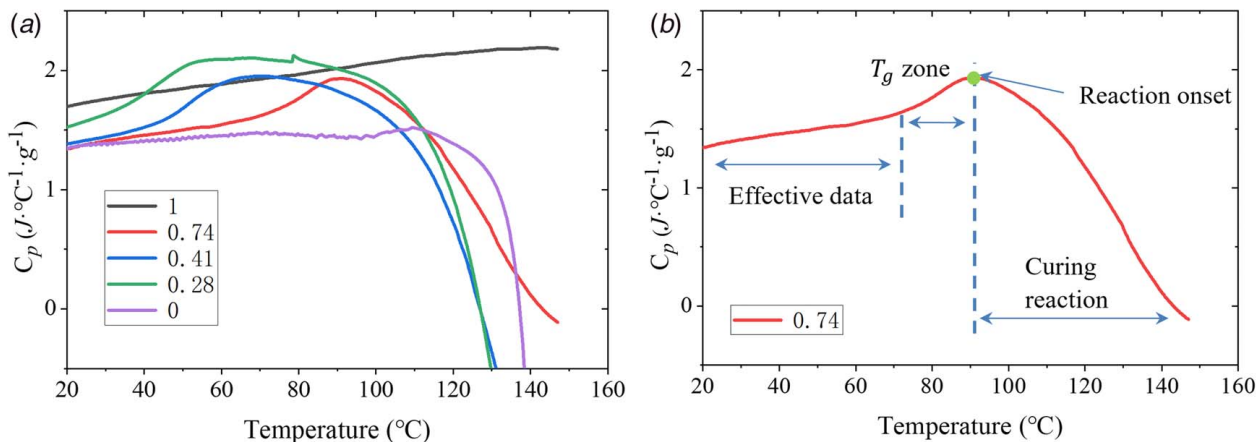 (a)
C_p (J·°C⁻¹·g⁻¹)
2
1
0
1
0.74
0.41
0.28
0
20 40 60 80 100 120 140 160
Temperature (℃)
(b)
C_p (J·°C⁻¹·g⁻¹)
2
1
0
T_g zone
Reaction onset
Effective data
Curing
reaction
0.74
20 40 60 80 100 120 140 160
Temperature (℃)